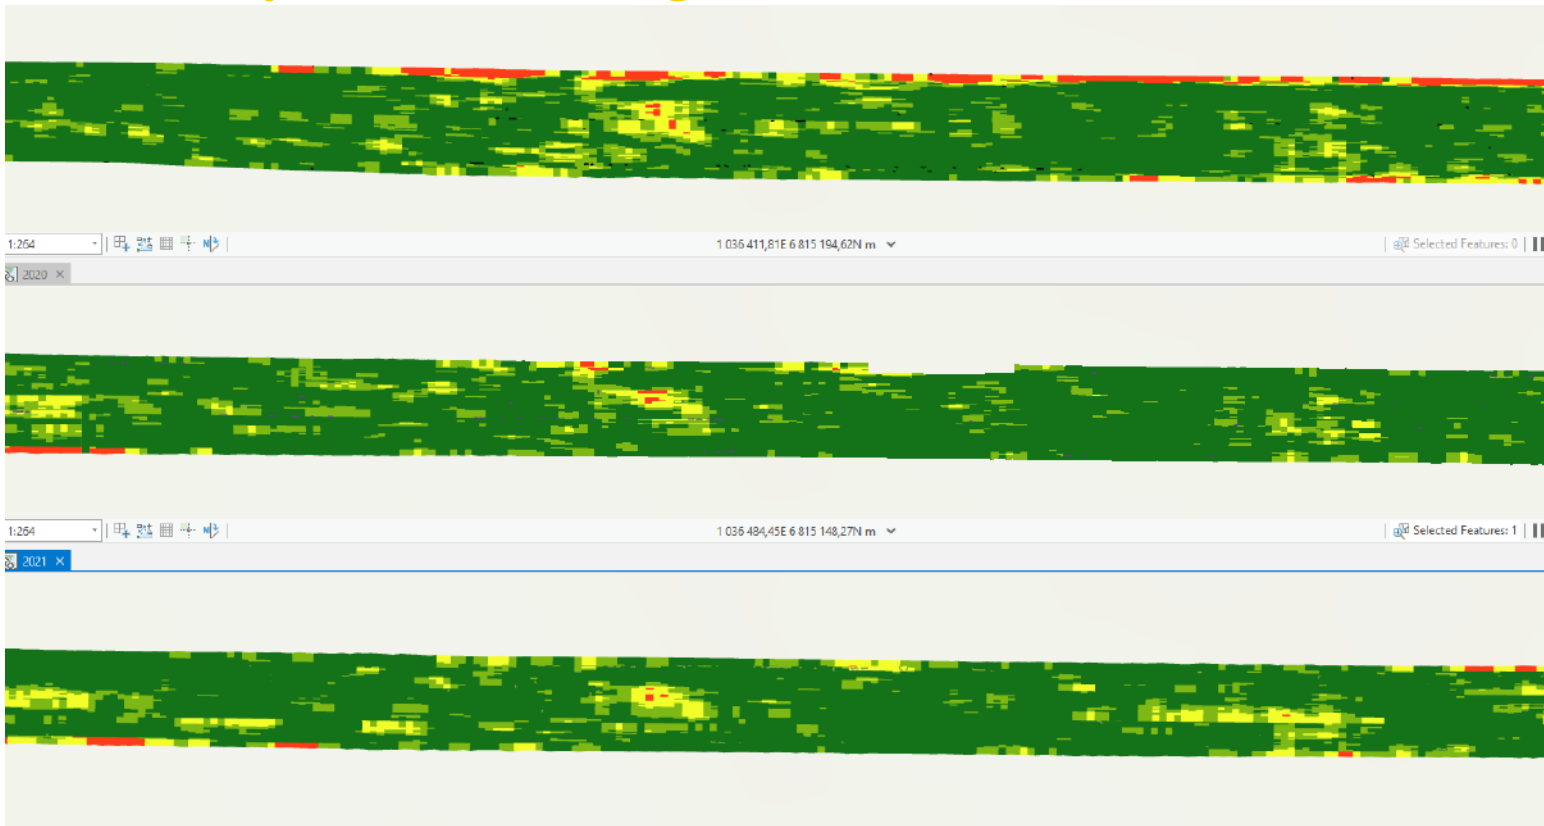 1:264
1 036 411,81E 6 815 194,62N m
Selected Features: 0
2020
1:264
1 036 484,45E 6 815 148,27N m
Selected Features: 1
2021